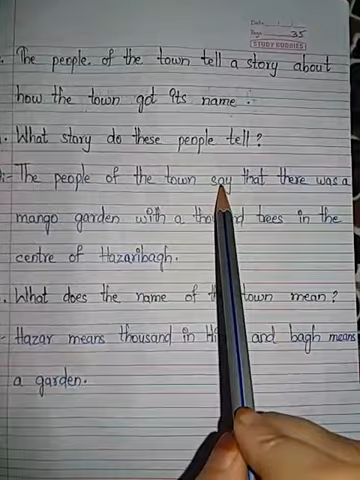 Date
Page 35
STUDY BUDDIES
The people of the town tell a story about
how the town got its name.
What story do these people tell?
The people of the town say that there was a
mango garden with a trees in the
centre of Hazaribagh.
What does the name of town mean?
Hazar means thousand in and bagh means
a garden.